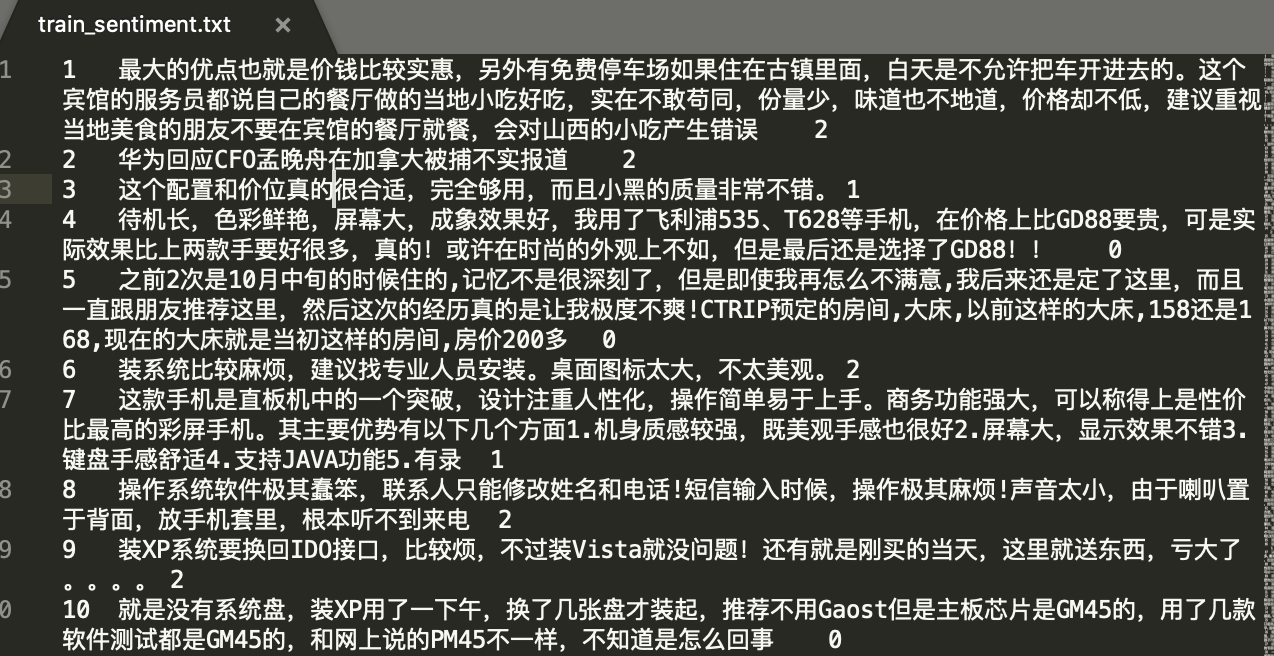 train_sentiment.txt ×
1 1 最大的优点也就是价钱比较实惠，另外有免费停车场如果住在古镇里面，白天是不允许把车开进去的。这个
宾馆的服务员都说自己的餐厅做的当地小吃好吃，实在不敢苟同，份量少，味道也不地道，价格却不低，建议重视
当地美食的朋友不要在宾馆的餐厅就餐，会对山西的小吃产生错误 2
2 2 华为回应CFO孟晚舟在加拿大被捕不实报道 2
3 3 这个配置和价位真的很合适，完全够用，而且小黑的质量非常不错。 1
4 4 待机长，色彩鲜艳，屏幕大，成象效果好，我用了飞利浦535、T628等手机，在价格上比GD88要贵，可是实
际效果比上两款手要好很多，真的！或许在时尚的外观上不如，但是最后还是选择了GD88！！ 0
5 5 之前2次是10月中旬的时候住的,记忆不是很深刻了，但是即使我再怎么不满意,我后来还是定了这里，而且
一直跟朋友推荐这里，然后这次的经历真的是让我极度不爽!CTRIP预定的房间,大床,以前这样的大床,158还是1
68,现在的大床就是当初这样的房间,房价200多 0
6 6 装系统比较麻烦，建议找专业人员安装。桌面图标太大，不太美观。 2
7 7 这款手机是直板机中的一个突破，设计注重人性化，操作简单易于上手。商务功能强大，可以称得上是性价
比最高的彩屏手机。其主要优势有以下几个方面1.机身质感较强，既美观手感也很好2.屏幕大，显示效果不错3.
键盘手感舒适4.支持JAVA功能5.有录 1
8 8 操作系统软件极其蠢笨，联系人只能修改姓名和电话!短信输入时候，操作极其麻烦!声音太小，由于喇叭置
于背面，放手机套里，根本听不到来电 2
9 9 装XP系统要换回IDO接口，比较烦，不过装Vista就没问题！还有就是刚买的当天，这里就送东西，亏大了
。。。。 2
0 10 就是没有系统盘，装XP用了一下午，换了几张盘才装起，推荐不用Gaost但是主板芯片是GM45的，用了几款
软件测试都是GM45的，和网上说的PM45不一样，不知道是怎么回事 0